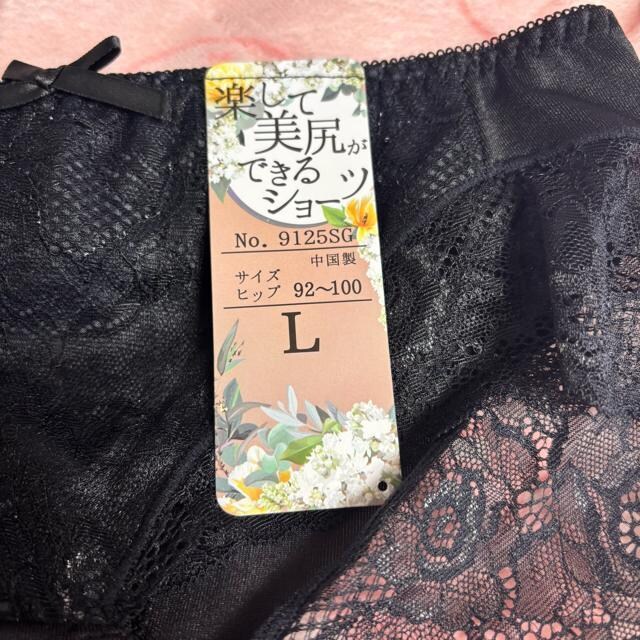 楽して
美尻が
できる
ショーツ
No. 9125SG
中国製
サイズ
ヒップ 92～100
L